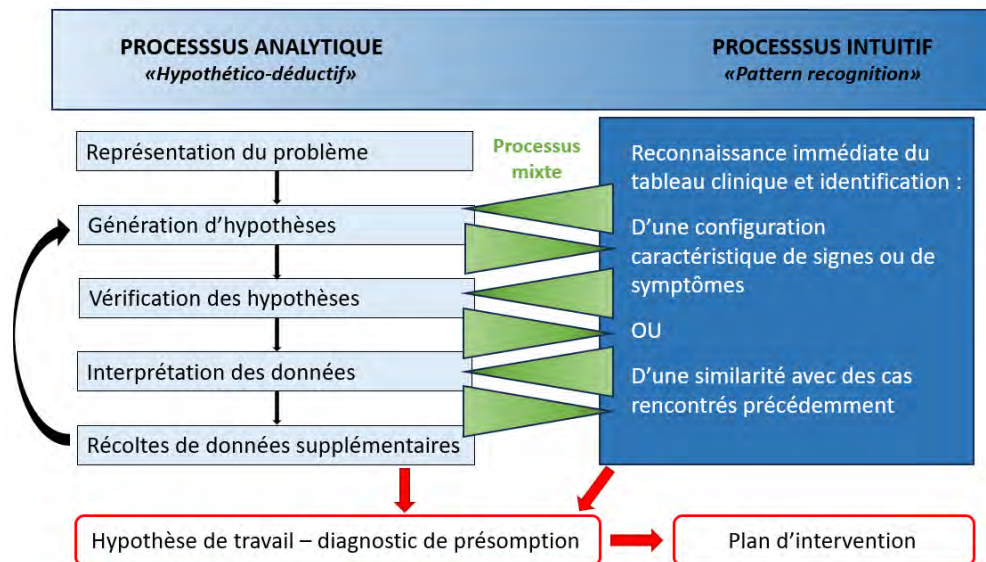 PROCESSSUS ANALYTIQUE
«Hypothético-déductif»
PROCESSSUS INTUITIF
«Pattern recognition»
Représentation du problème
Génération d’hypothèses
Vérification des hypothèses
Interprétation des données
Récoltes de données supplémentaires
Processus
mixte
Reconnaissance immédiate du
tableau clinique et identification :
D’une configuration
caractéristique de signes ou de
symptômes
OU
D’une similarité avec des cas
rencontrés précédemment
Hypothèse de travail – diagnostic de présomption
Plan d’intervention